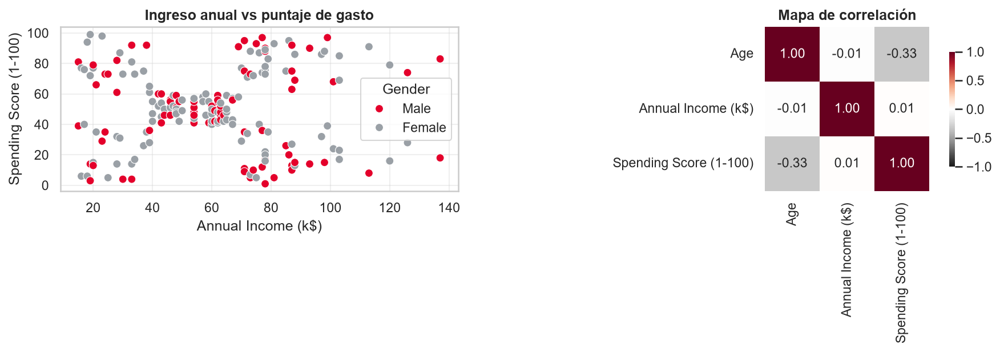 Ingreso anual vs puntaje de gasto
Spending Score (1-100)
100
80
60
40
20
0
20
40
60
80
100
120
140
Annual Income (k$)
Gender
Male
Female
Mapa de correlación
Age
1.00
-0.01
-0.33
Annual Income (k$)
-0.01
1.00
0.01
Spending Score (1-100)
-0.33
0.01
1.00
Age
Annual Income (k$)
Spending Score (1-100)
1.0
0.5
0.0
−0.5
−1.0